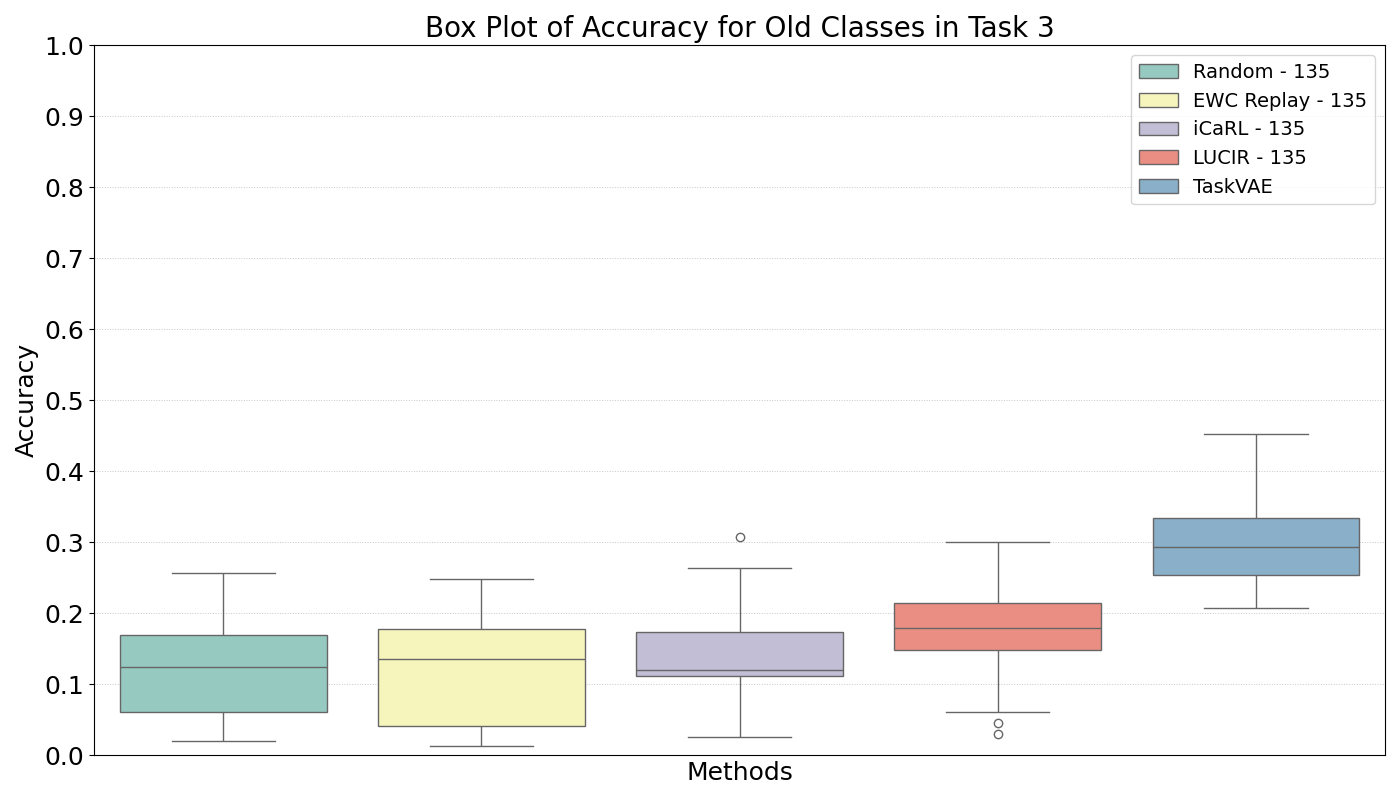 Box Plot of Accuracy for Old Classes in Task 3
1.0
0.9
0.8
0.7
0.6
0.5
0.4
0.3
0.2
0.1
0.0
Accuracy
Methods
Random - 135
EWC Replay - 135
iCaRL - 135
LUCIR - 135
TaskVAE